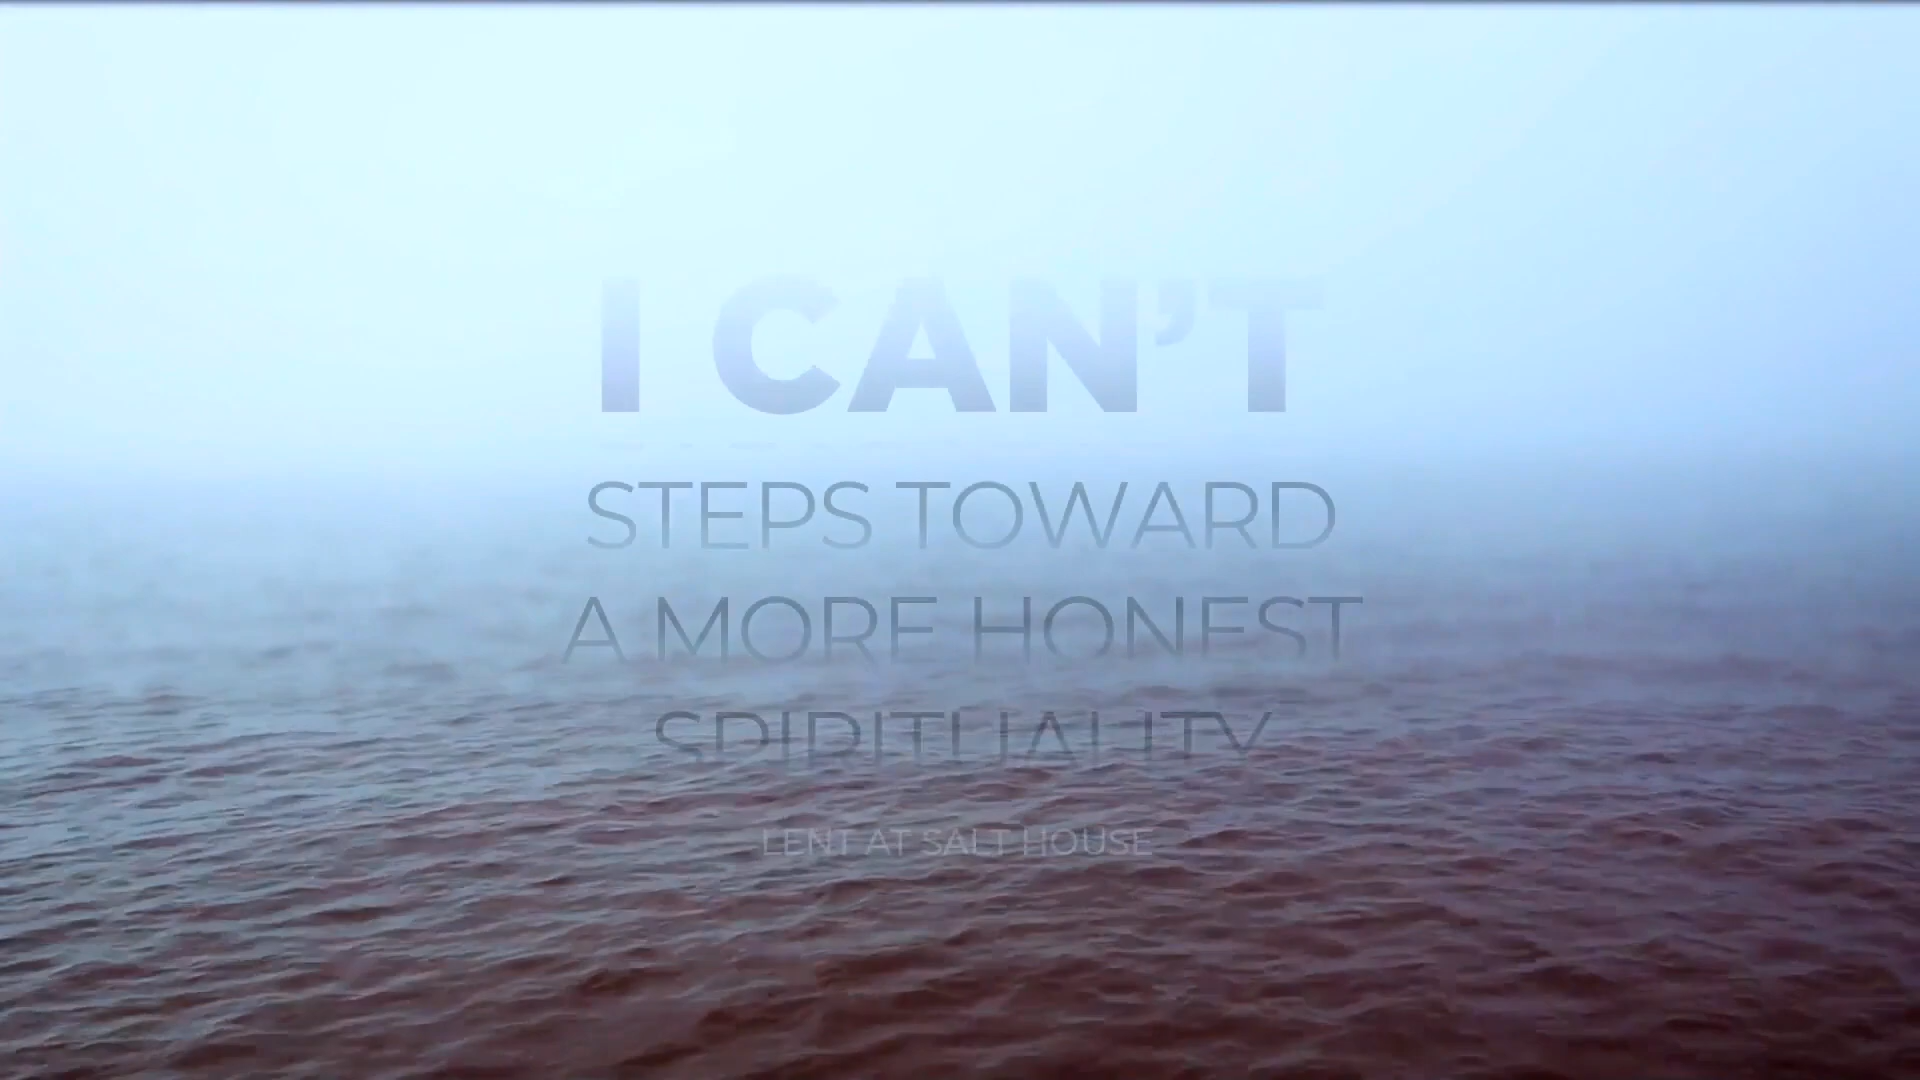 I CAN’T
STEPS TOWARD
A MORE HONEST
SPIRITUALITY
LENT AT SALT HOUSE